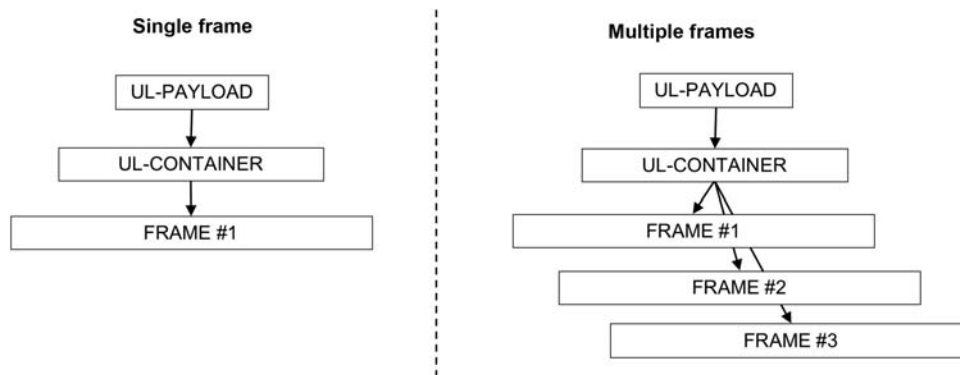 Single frame
UL-PAYLOAD
UL-CONTAINER
FRAME #1
Multiple frames
UL-PAYLOAD
UL-CONTAINER
FRAME #1
FRAME #2
FRAME #3